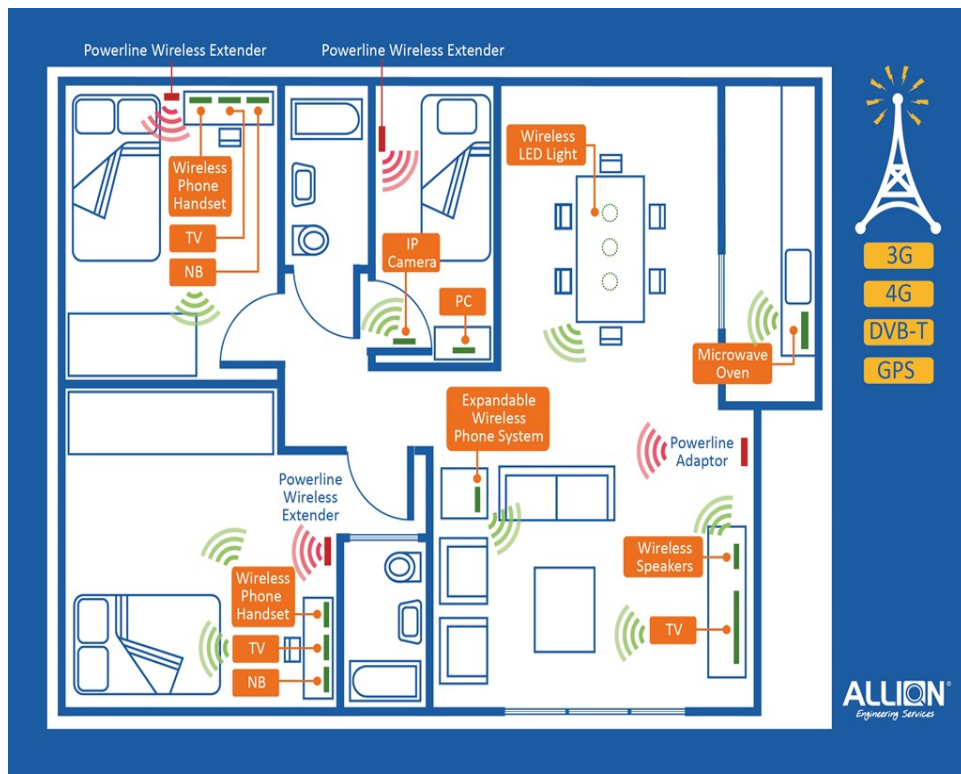 Powerline Wireless Extender
Powerline Wireless Extender
Wireless
Phone
Handset
TV
NB
IP
Camera
PC
Wireless
LED Light
Microwave
Oven
3G
4G
DVB-T
GPS
Expandable
Wireless
Phone System
Powerline
Adaptor
Powerline
Wireless
Extender
Wireless
Phone
Handset
TV
NB
Wireless
Speakers
TV
ALLION®
Engineering Services